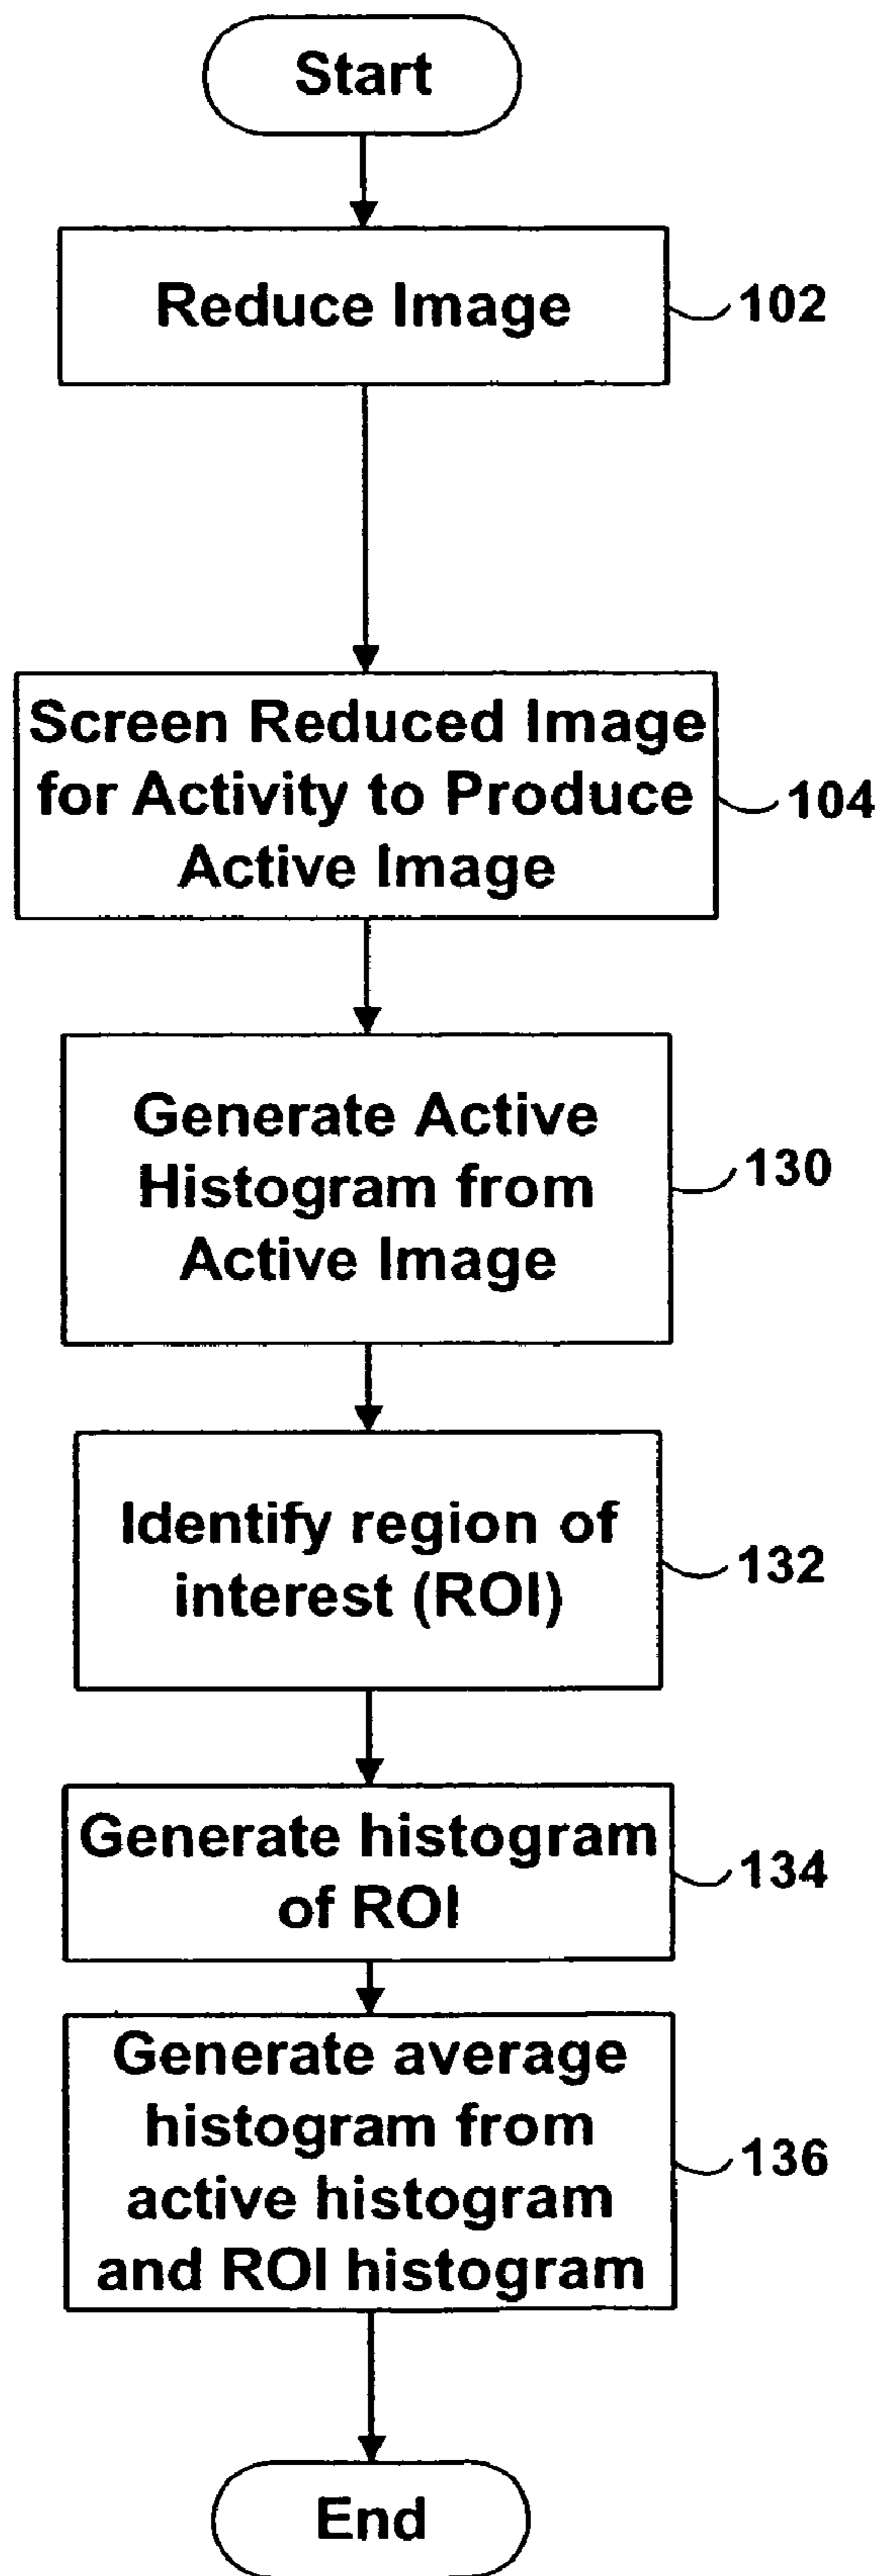 Start
Reduce Image
102
Screen Reduced Image
for Activity to Produce
Active Image
104
Generate Active
Histogram from
Active Image
130
Identify region of
interest (ROI)
132
Generate histogram
of ROI
134
Generate average
histogram from
active histogram
and ROI histogram
136
End